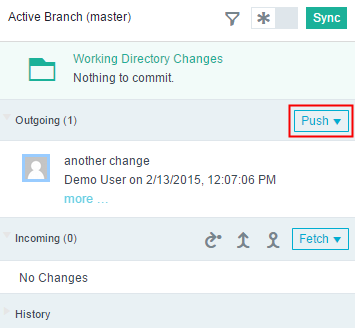 Active Branch (master)
Sync
Working Directory Changes
Nothing to commit.
Outgoing (1)
Push
another change
Demo User on 2/13/2015, 12:07:06 PM
more ...
Incoming (0)
Fetch
No Changes
History